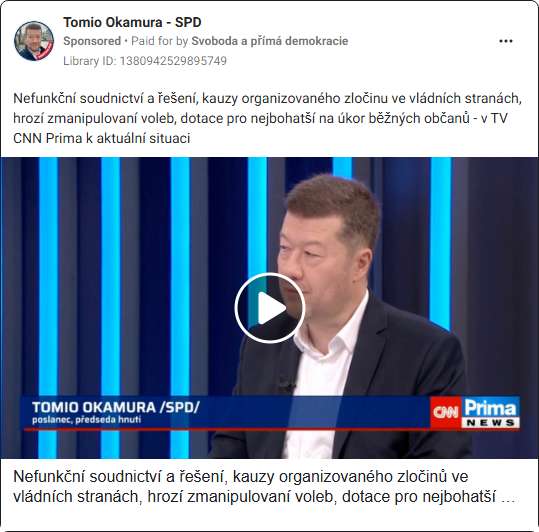 Tomio Okamura - SPD
Sponsored • Paid for by Svoboda a přímá demokracie
Library ID: 1380942529895749
Nefunkční soudnictví a řešení, kauzy organizovaného zločinu ve vládních stranách,
hrozí zmanipulovaní voleb, dotace pro nejbohatší na úkor běžných občanů - v TV
CNN Prima k aktuální situaci
TOMIO OKAMURA /SPD/
poslanec, předseda hnutí
CNN Prima
NEWS
Nefunkční soudnictví a řešení, kauzy organizovaného zločinů ve
vládních stranách, hrozí zmanipulovaní voleb, dotace pro nejbohatší ...